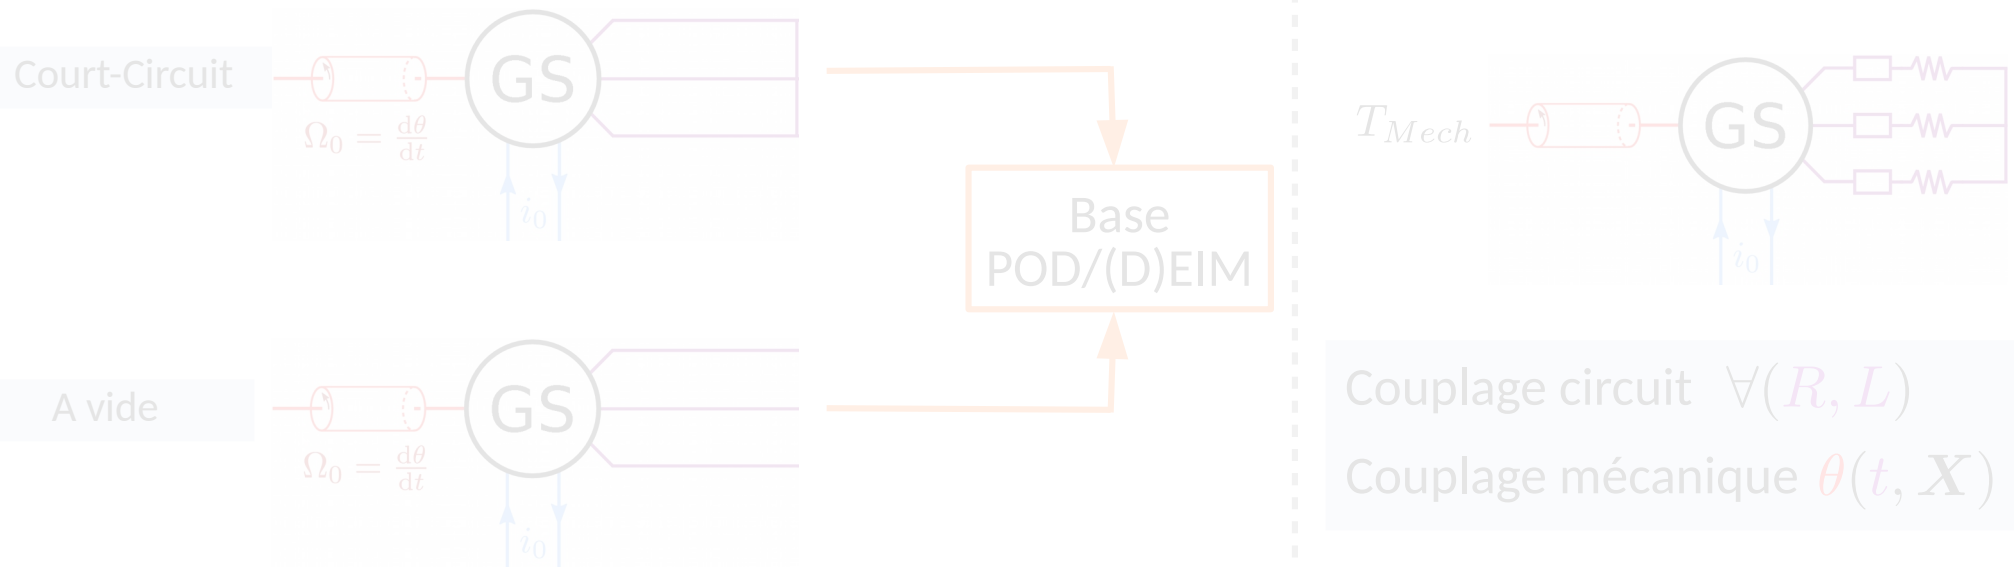 Court-Circuit
GS
Ω₀ = dθ/dt
i₀
Base
POD/(D)EIM
A vide
GS
Ω₀ = dθ/dt
i₀
T_Mech
GS
i₀
Couplage circuit ∀(R, L)
Couplage mécanique θ(t, X)